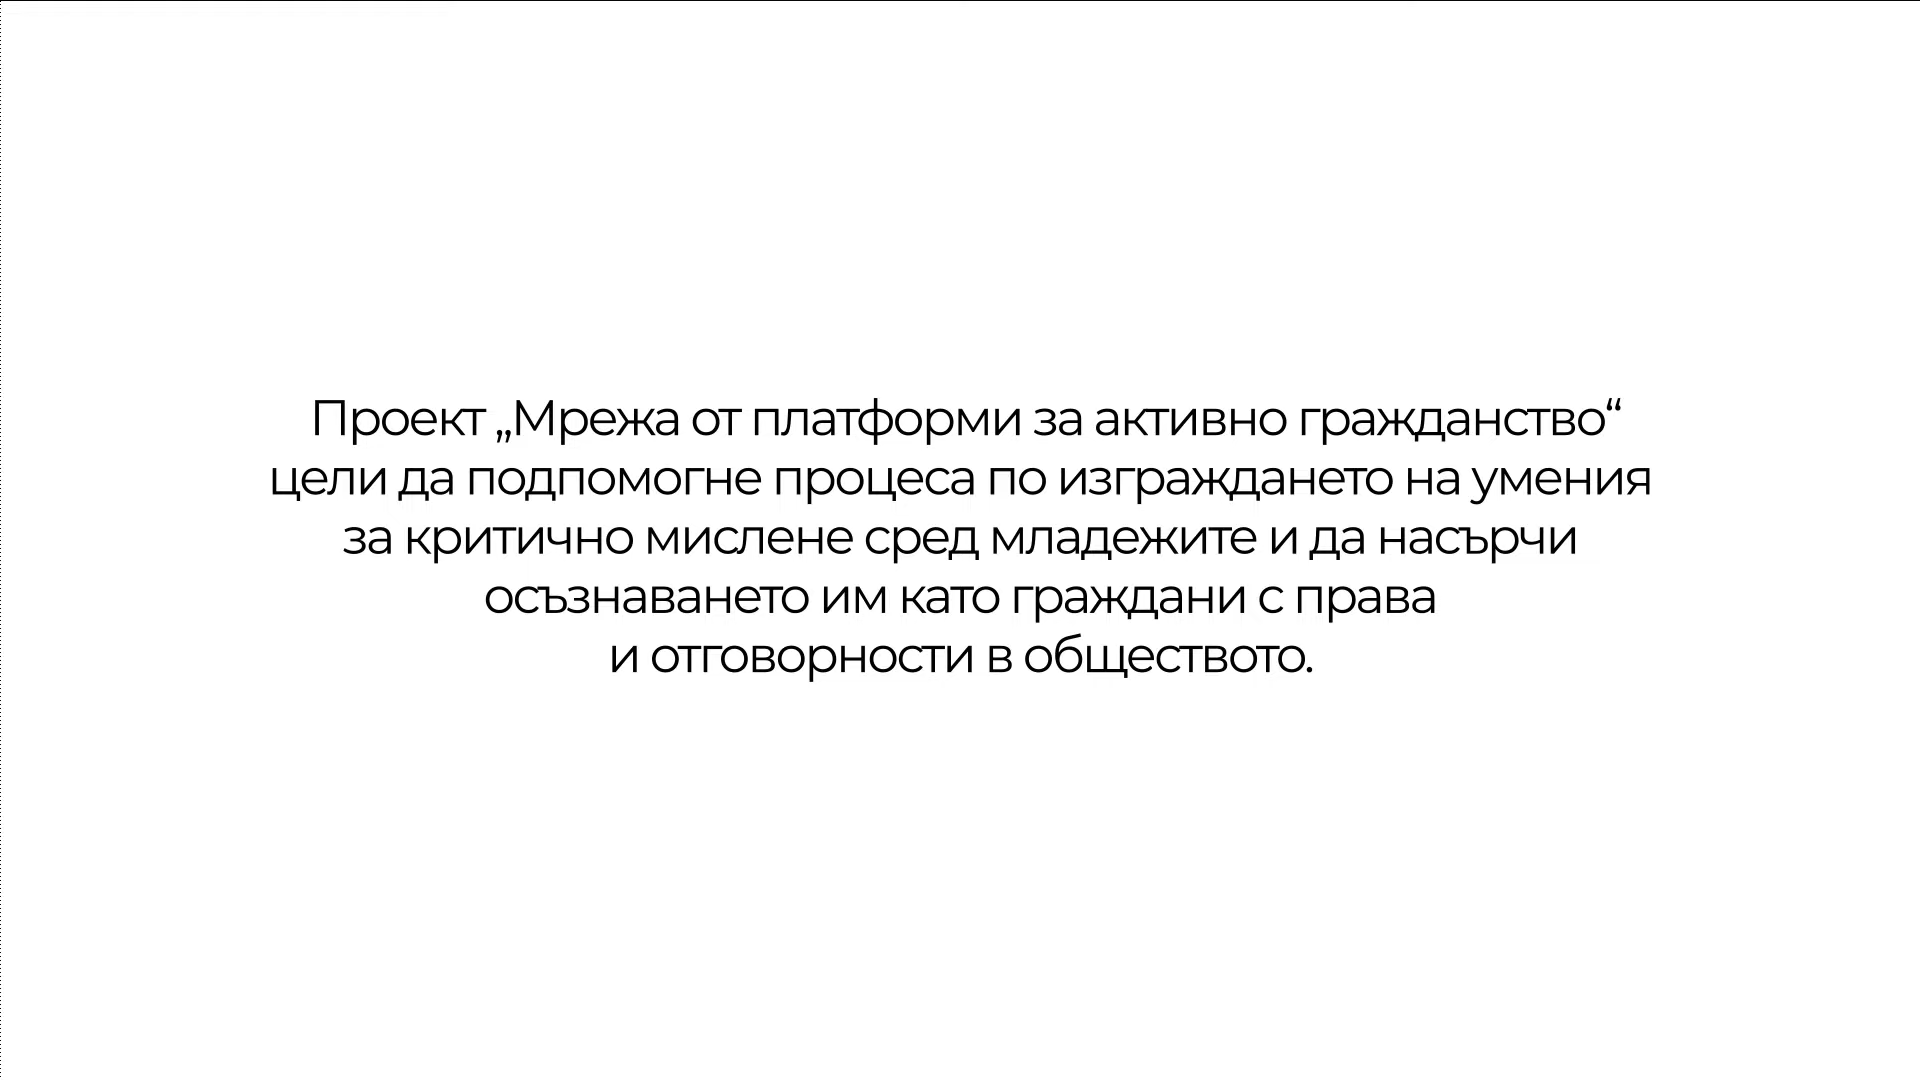 Проект „Мрежа от платформи за активно гражданство“
цели да подпомогне процеса по изграждането на умения
за критично мислене сред младежите и да насърчи
осъзнаването им като граждани с права
и отговорности в обществото.